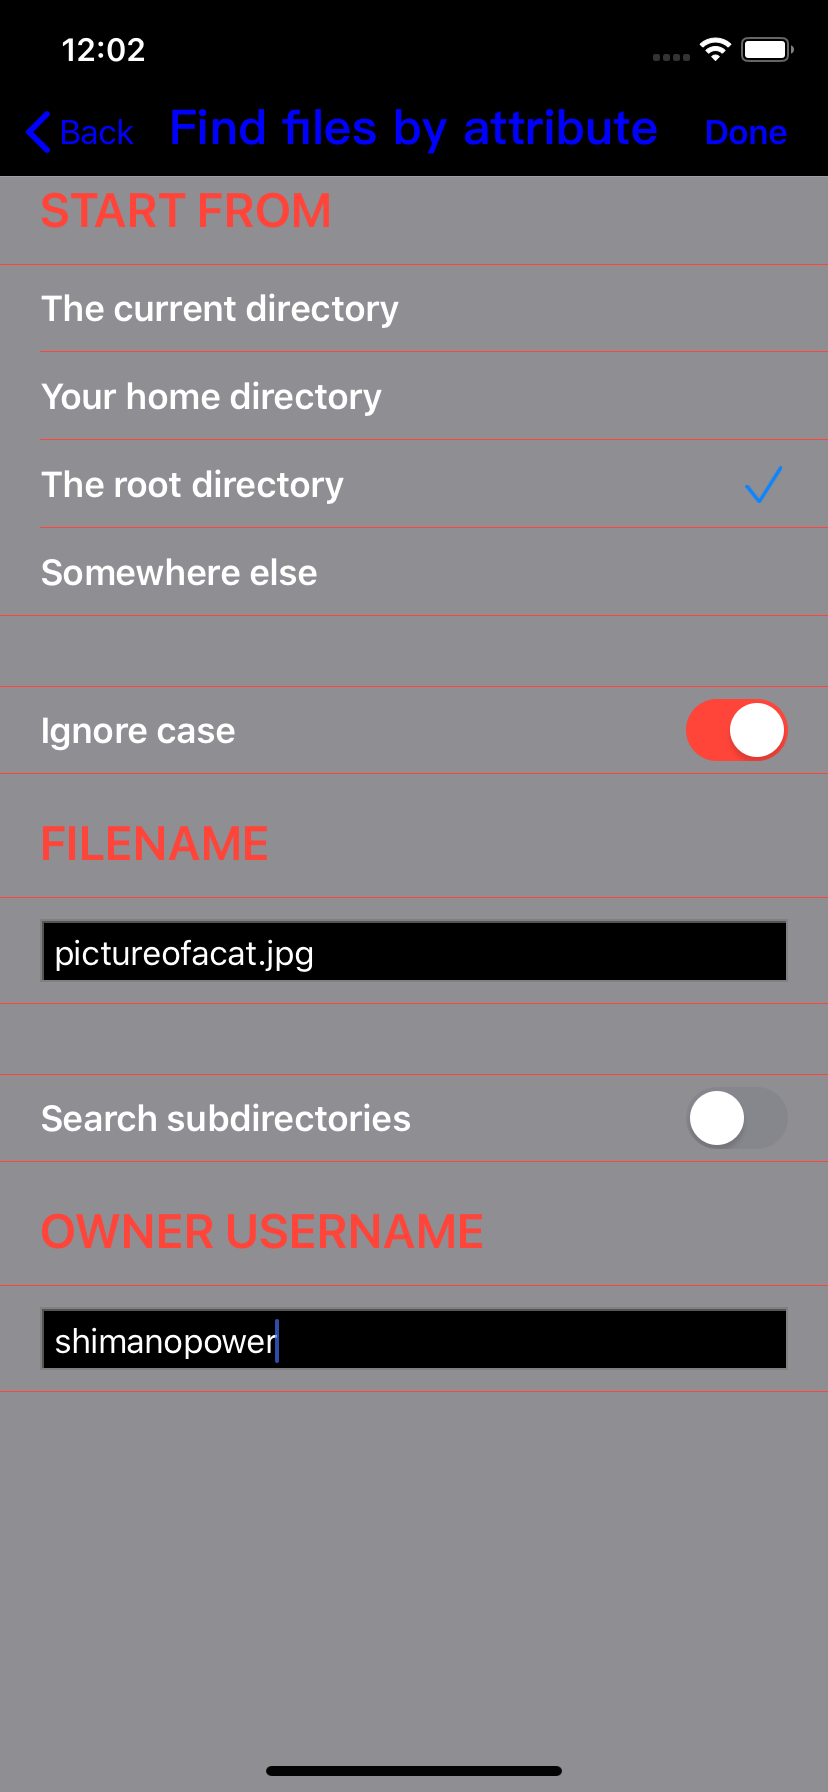 12:02
Back Find files by attribute Done
START FROM
The current directory
Your home directory
The root directory
Somewhere else
Ignore case
FILENAME
pictureofacat.jpg
Search subdirectories
OWNER USERNAME
shimanopower